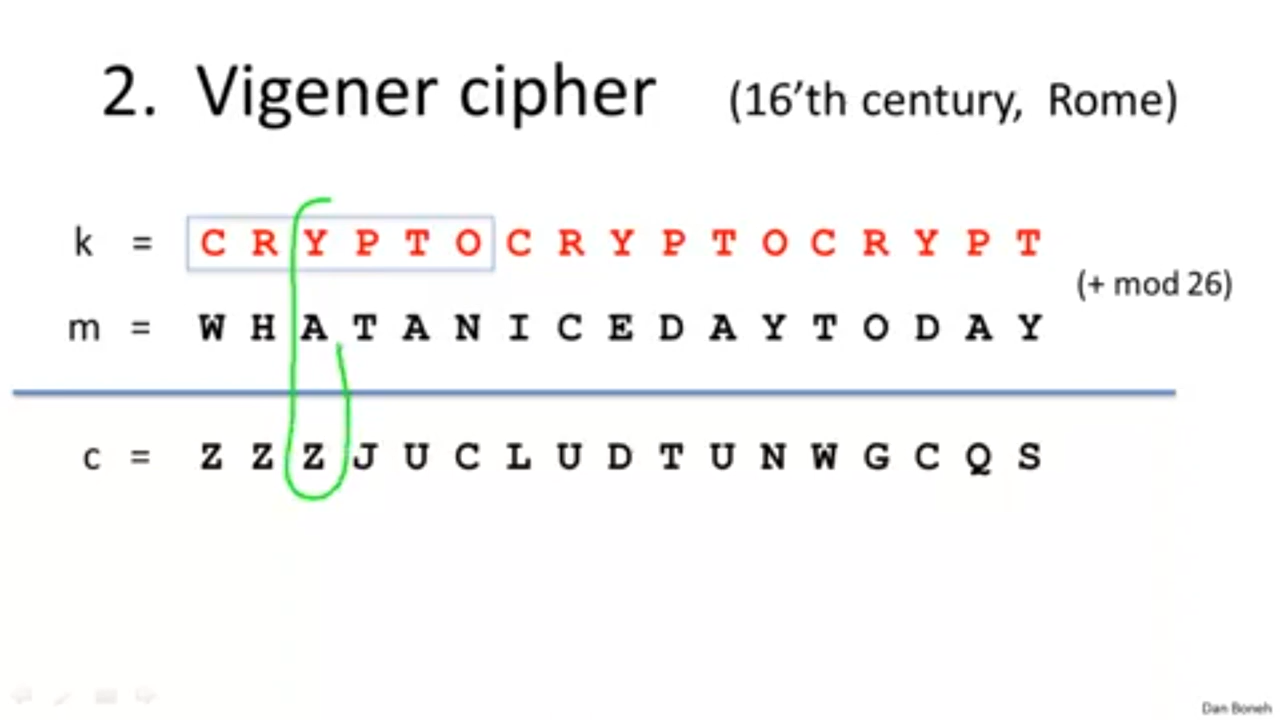 2. Vigener cipher (16'th century, Rome)
k = C R Y P T O C R Y P T O C R Y P T
(+ mod 26)
m = W H A T A N I C E D A Y T O D A Y
c = Z Z Z J U C L U D T U N W G C Q S
Dan Boneh